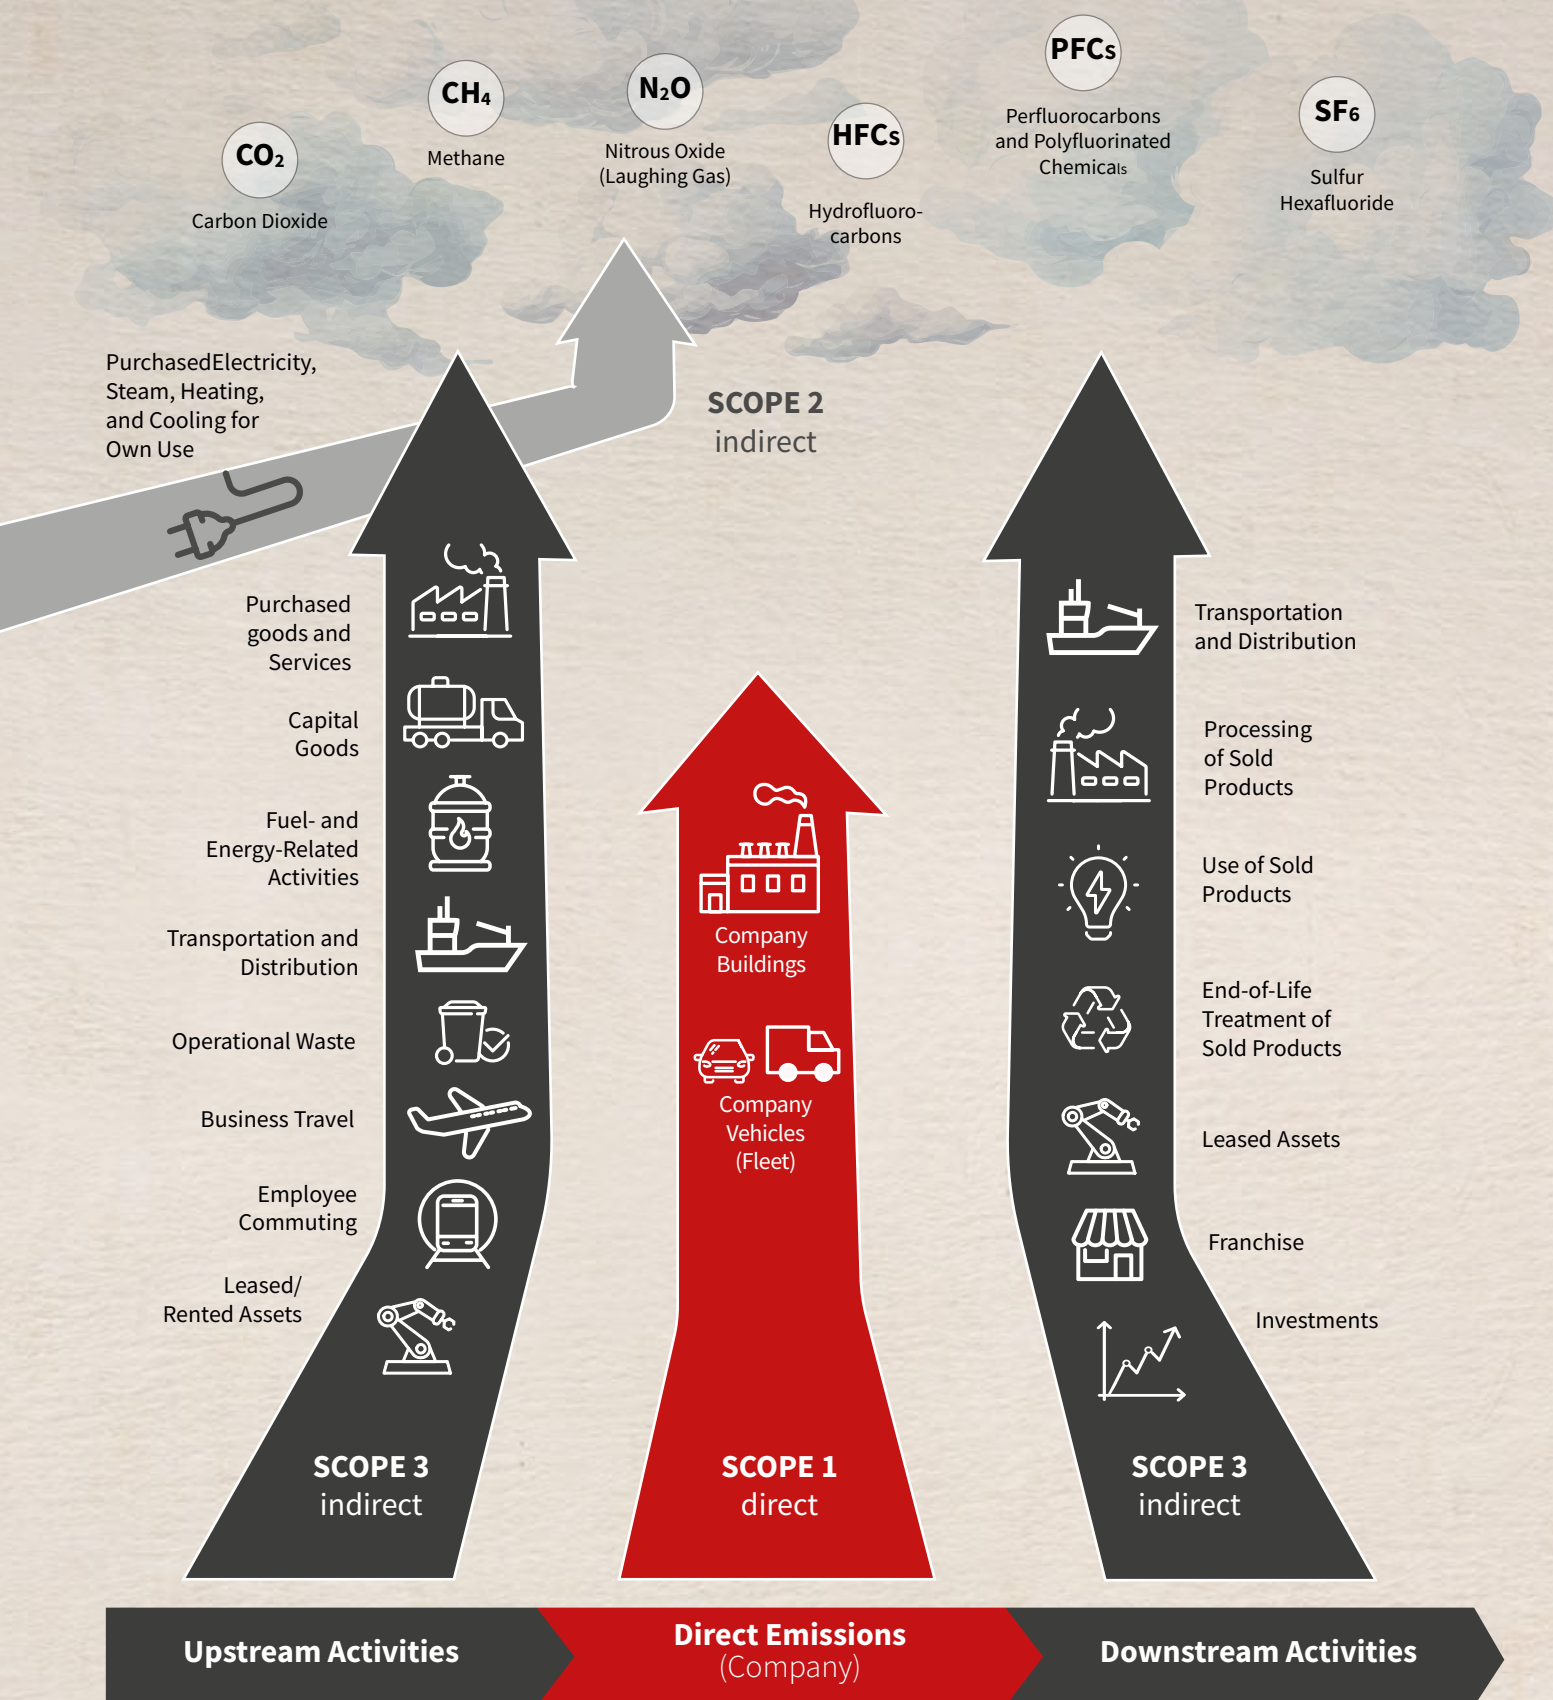 CO₂
Carbon Dioxide
CH₄
Methane
N₂O
Nitrous Oxide
(Laughing Gas)
HFCs
Hydrofluoro-
carbons
PFCs
Perfluorocarbons
and Polyfluorinated
Chemicals
SF₆
Sulfur
Hexafluoride
PurchasedElectricity,
Steam, Heating,
and Cooling for
Own Use
SCOPE 2
indirect
Purchased
goods and
Services
Capital
Goods
Fuel- and
Energy-Related
Activities
Transportation and
Distribution
Operational Waste
Business Travel
Employee
Commuting
Leased/
Rented Assets
SCOPE 3
indirect
Company
Buildings
Company
Vehicles
(Fleet)
SCOPE 1
direct
Transportation
and Distribution
Processing
of Sold
Products
Use of Sold
Products
End-of-Life
Treatment of
Sold Products
Leased Assets
Franchise
Investments
SCOPE 3
indirect
Upstream Activities
Direct Emissions
(Company)
Downstream Activities